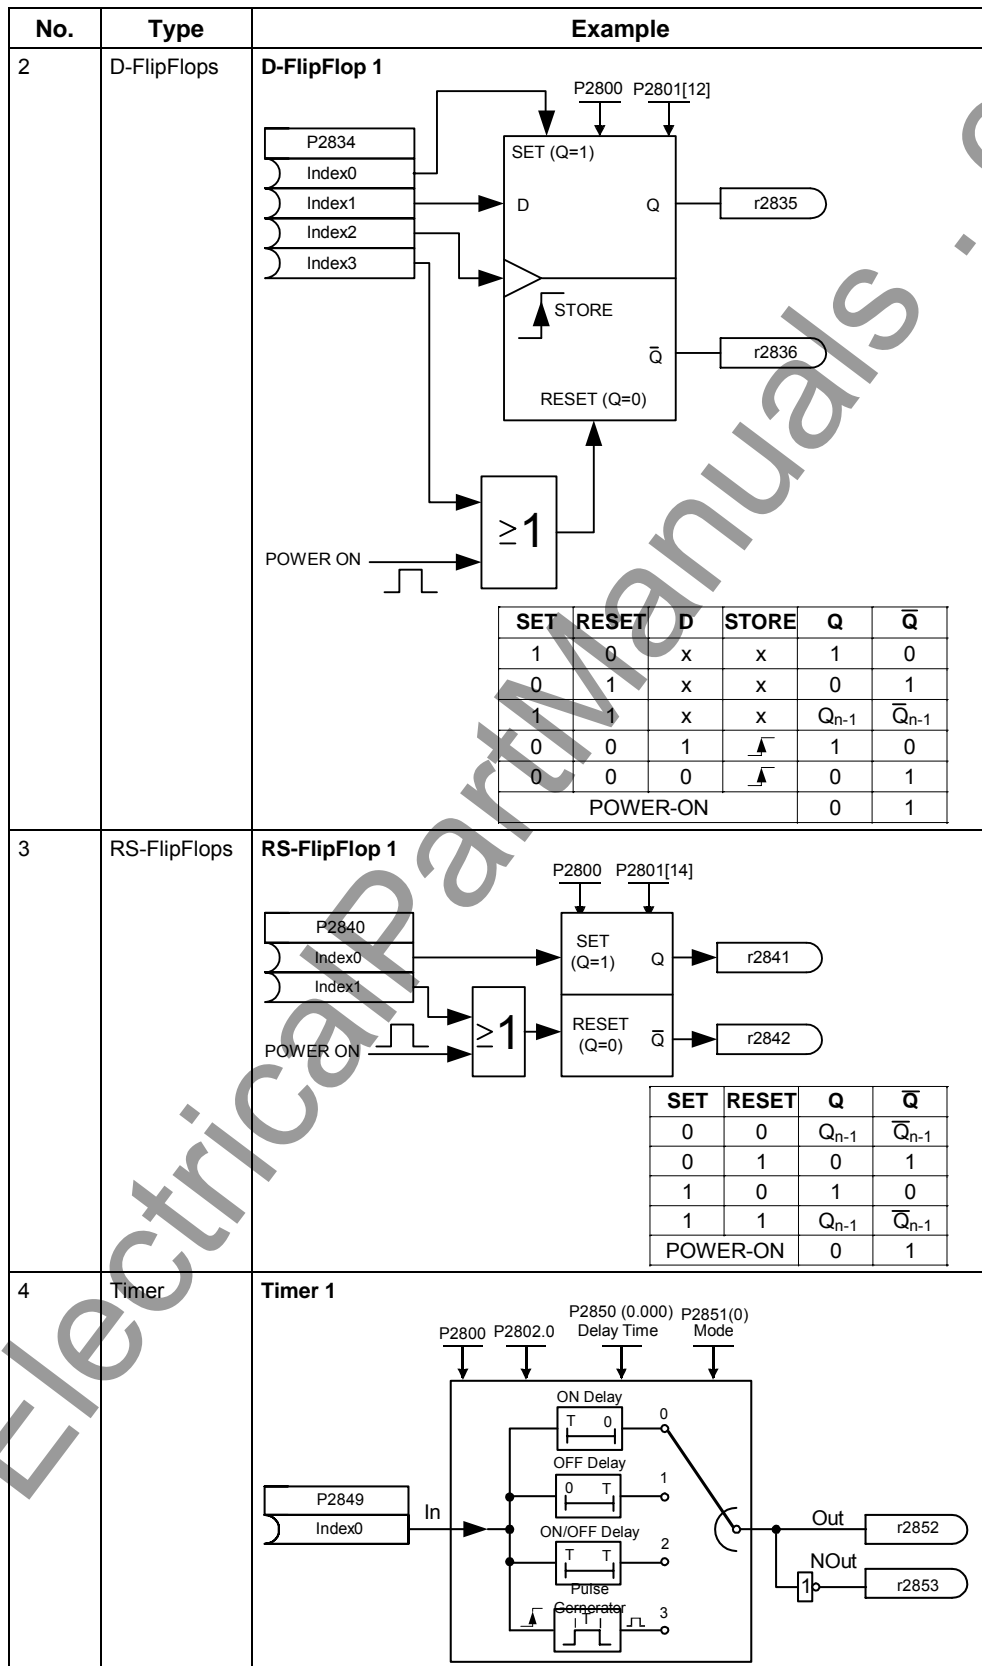 No. Type Example
2 D-FlipFlops D-FlipFlop 1
P2800 P2801[12]
P2834
Index0
Index1
Index2
Index3
SET (Q=1)
D Q
STORE
Q̅
RESET (Q=0)
r2835
r2836
≥1
POWER ON
SET RESET D STORE Q Q̅
1 0 x x 1 0
0 1 x x 0 1
1 1 x x Qn-1 Q̅n-1
0 0 1 1 0
0 0 0 0 1
POWER-ON 0 1
3 RS-FlipFlops RS-FlipFlop 1
P2800 P2801[14]
P2840
Index0
Index1
SET
(Q=1) Q
r2841
≥1
POWER ON
RESET
(Q=0) Q̅
r2842
SET RESET Q Q̅
0 0 Qn-1 Q̅n-1
0 1 0 1
1 0 1 0
1 1 Qn-1 Q̅n-1
POWER-ON 0 1
4 Timer Timer 1
P2800 P2802.0
P2850 (0.000)
Delay Time
P2851(0)
Mode
ON Delay
T 0
0
OFF Delay
0 T
1
ON/OFF Delay
T T
2
Pulse
Gernerator
T
3
P2849
Index0
In
Out
r2852
NOut
1
r2853
ElectricalPartManuals . c